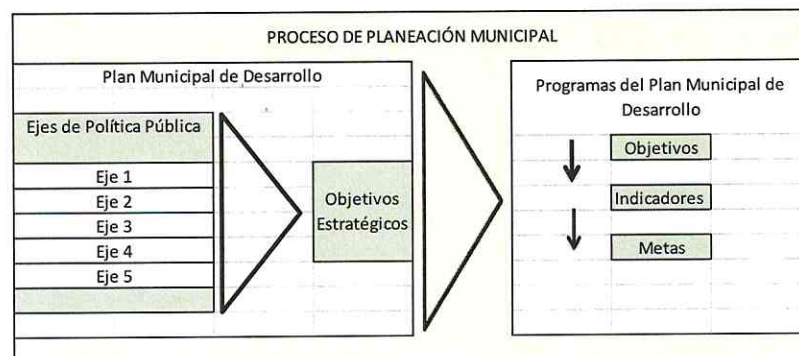 PROCESO DE PLANEACIÓN MUNICIPAL
Plan Municipal de Desarrollo
Ejes de Política Pública
Eje 1
Eje 2
Eje 3
Eje 4
Eje 5
Objetivos
Estratégicos
Programas del Plan Municipal de
Desarrollo
Objetivos
Indicadores
Metas